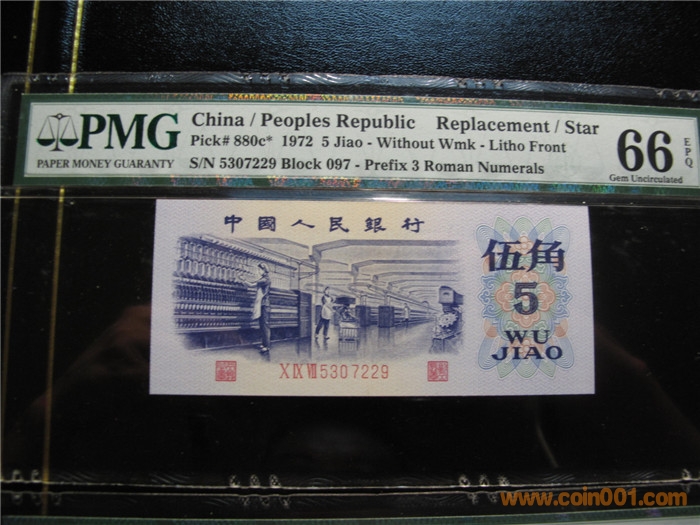 PMG
PAPER MONEY GUARANTY
China / Peoples Republic Replacement / Star
Pick# 880c* 1972 5 Jiao - Without Wmk - Litho Front
S/N 5307229 Block 097 - Prefix 3 Roman Numerals
66 EPQ
Gem Uncirculated
中國人民銀行
伍角
5
WU
JIAO
X IX VII 5307229
www.coin001.com